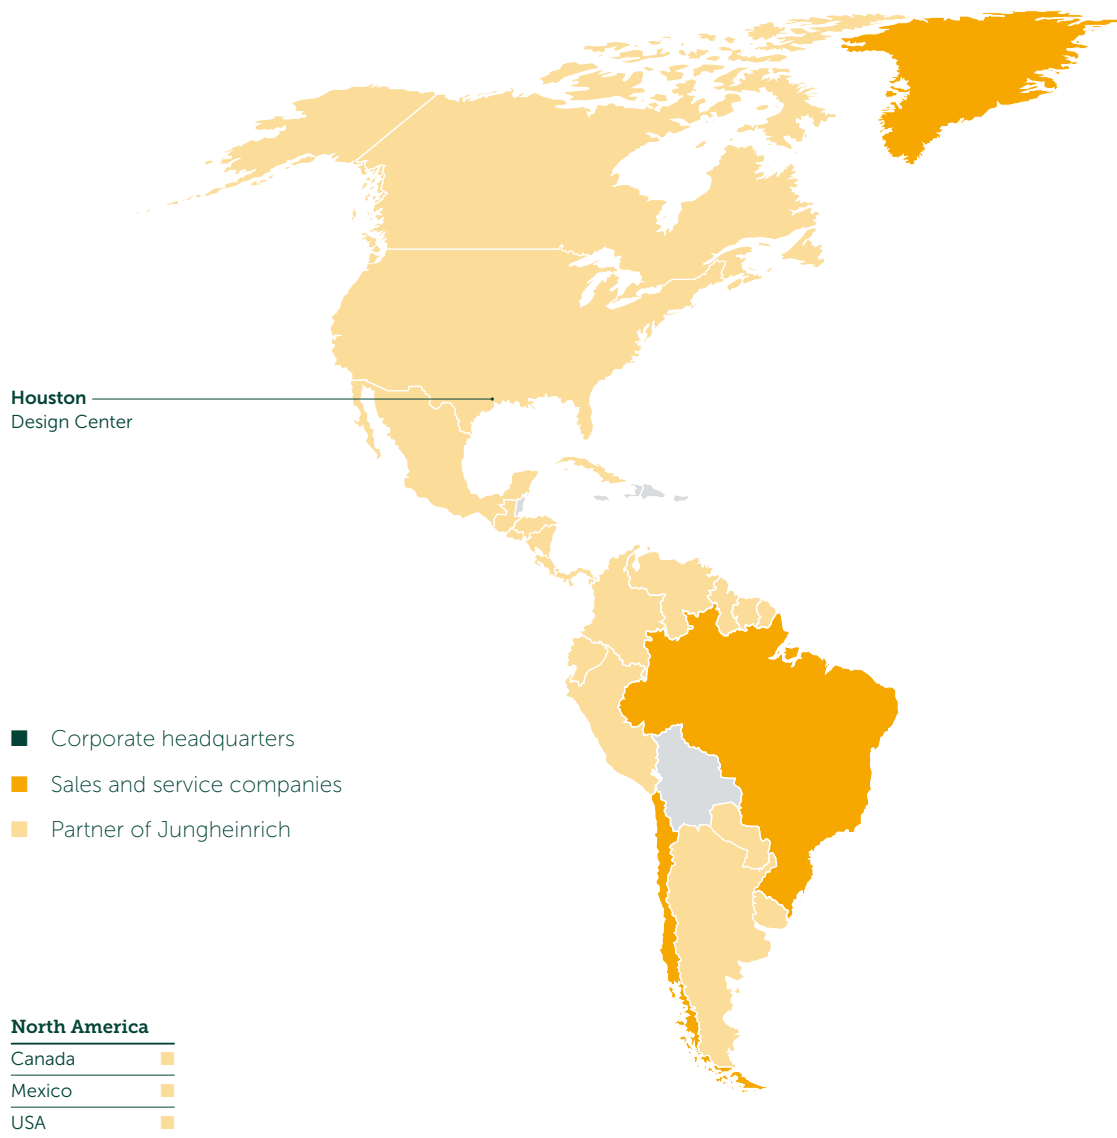 Houston
Design Center
Corporate headquarters
Sales and service companies
Partner of Jungheinrich
North America
Canada
Mexico
USA